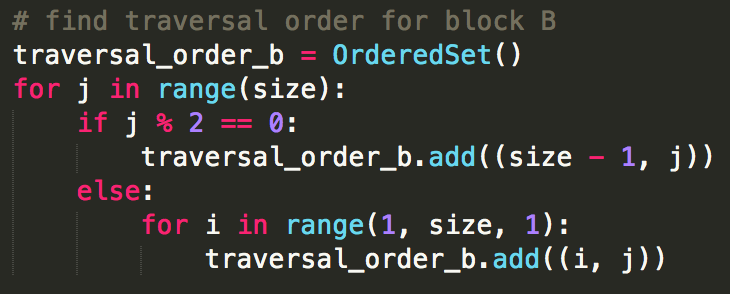 # find traversal order for block B
traversal_order_b = OrderedSet()
for j in range(size):
    if j % 2 == 0:
        traversal_order_b.add((size - 1, j))
    else:
        for i in range(1, size, 1):
            traversal_order_b.add((i, j))